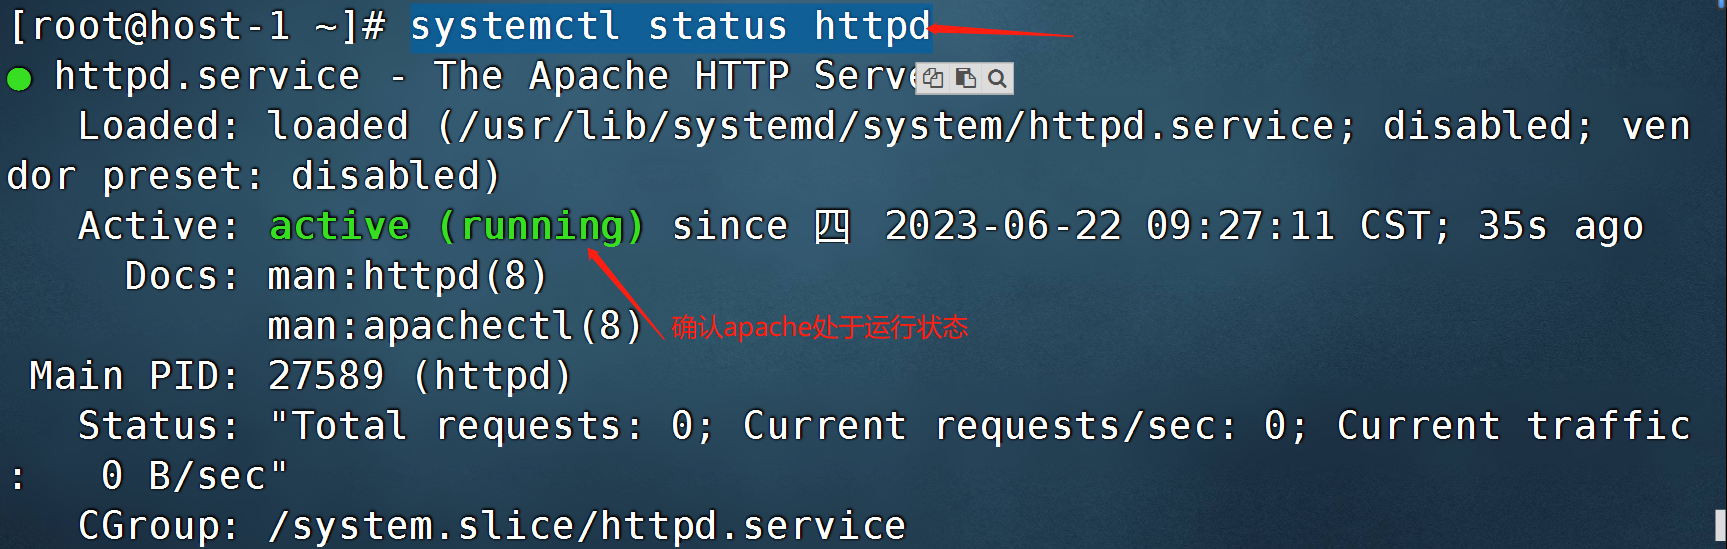 [root@host-1 ~]# systemctl status httpd
● httpd.service - The Apache HTTP Serve
Loaded: loaded (/usr/lib/systemd/system/httpd.service; disabled; ven
dor preset: disabled)
Active: active (running) since 四 2023-06-22 09:27:11 CST; 35s ago
Docs: man:httpd(8)
man:apachectl(8)
确认apache处于运行状态
Main PID: 27589 (httpd)
Status: "Total requests: 0; Current requests/sec: 0; Current traffic
:   0 B/sec"
CGroup: /system.slice/httpd.service